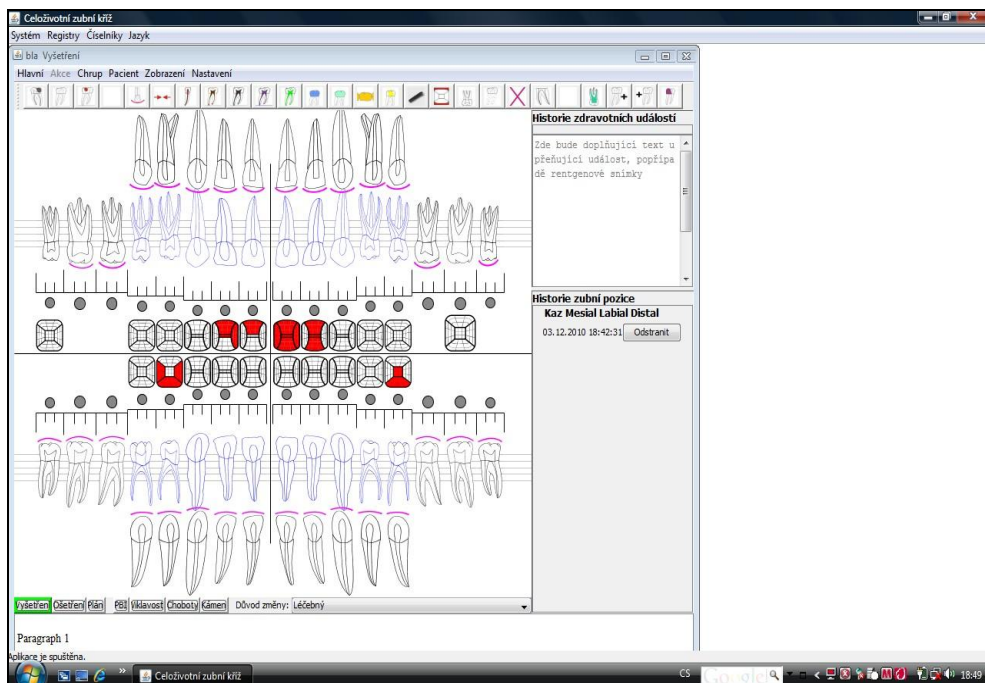 Celoživotní zubní kříž
Systém Registry Číselníky Jazyk
bla Vyšetření
Hlavní Akce Chrup Pacient Zobrazení Nastavení
Historie zdravotních událostí
Zde bude doplňující text u
přeňující událost, popřípa
dě rentgenové snímky
Historie zubní pozice
Kaz Mesial Labial Distal
03.12.2010 18:42:31 Odstranit
Vyšetření Ošetření Plán PBI Viklavost Choboty Kámen Důvod změny: Léčebný
Paragraph 1
Aplikace je spuštěna.
Celoživotní zubní kříž CS Google 18:49